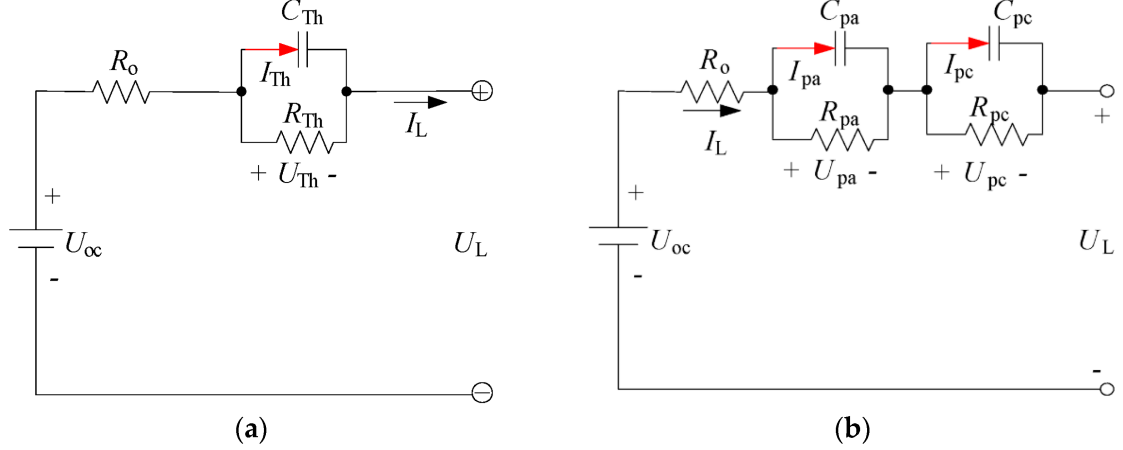 C_Th
R_o
I_Th
R_Th
I_L
+ U_Th -
+
U_oc
-
U_L
(a)
C_pa
C_pc
R_o
I_pa
I_pc
R_pa
R_pc
I_L
+
+ U_pa -
+ U_pc -
+
U_oc
-
U_L
-
(b)